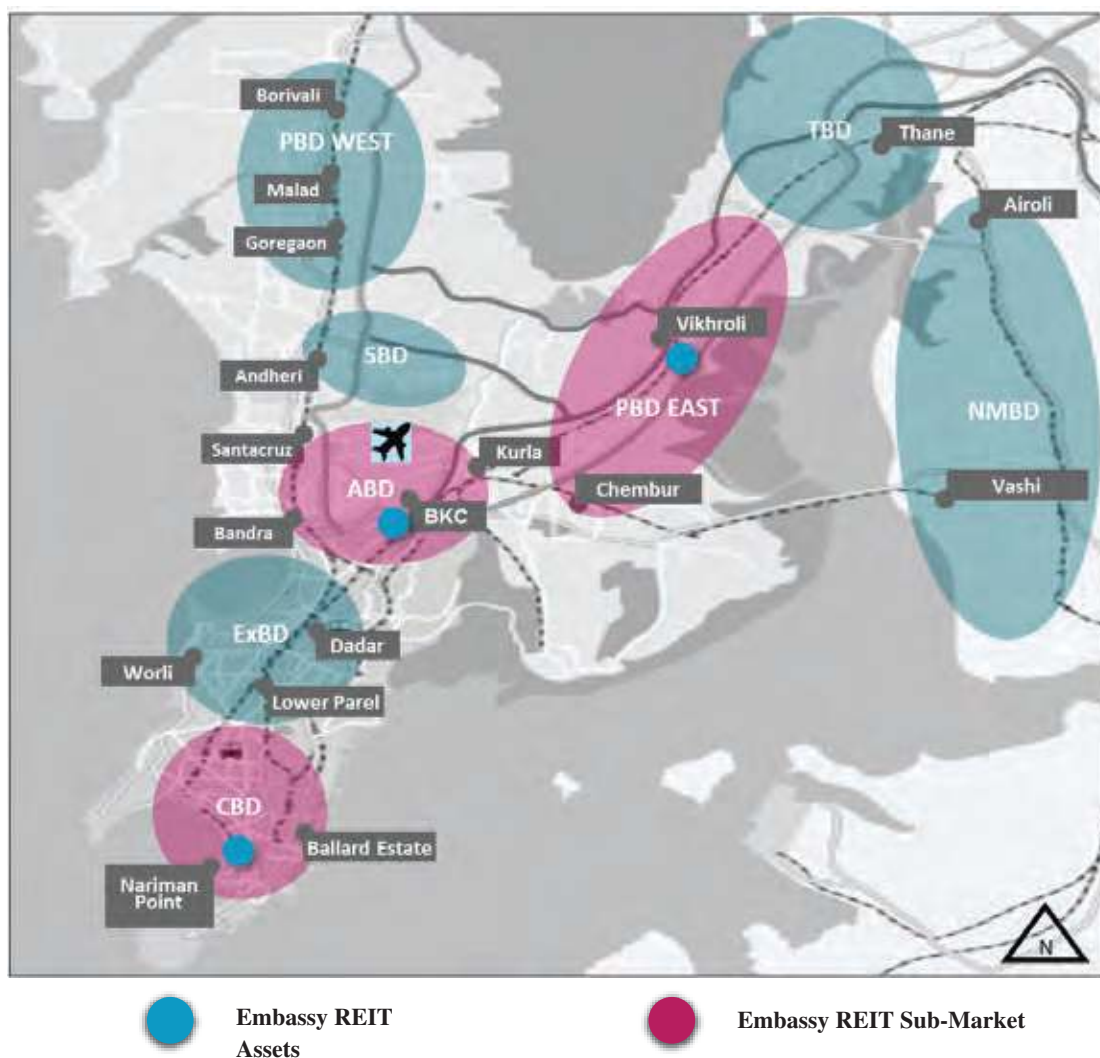 Borivali
PBD WEST
TBD
Thane
Malad
Airoli
Goregaon
Vikhroli
SBD
Andheri
PBD EAST
NMBD
Santacruz
Kurla
ABD
Chembur
Vashi
BKC
Bandra
ExBD
Dadar
Worli
Lower Parel
CBD
Ballard Estate
Nariman
Point
N
Embassy REIT
Assets
Embassy REIT Sub-Market